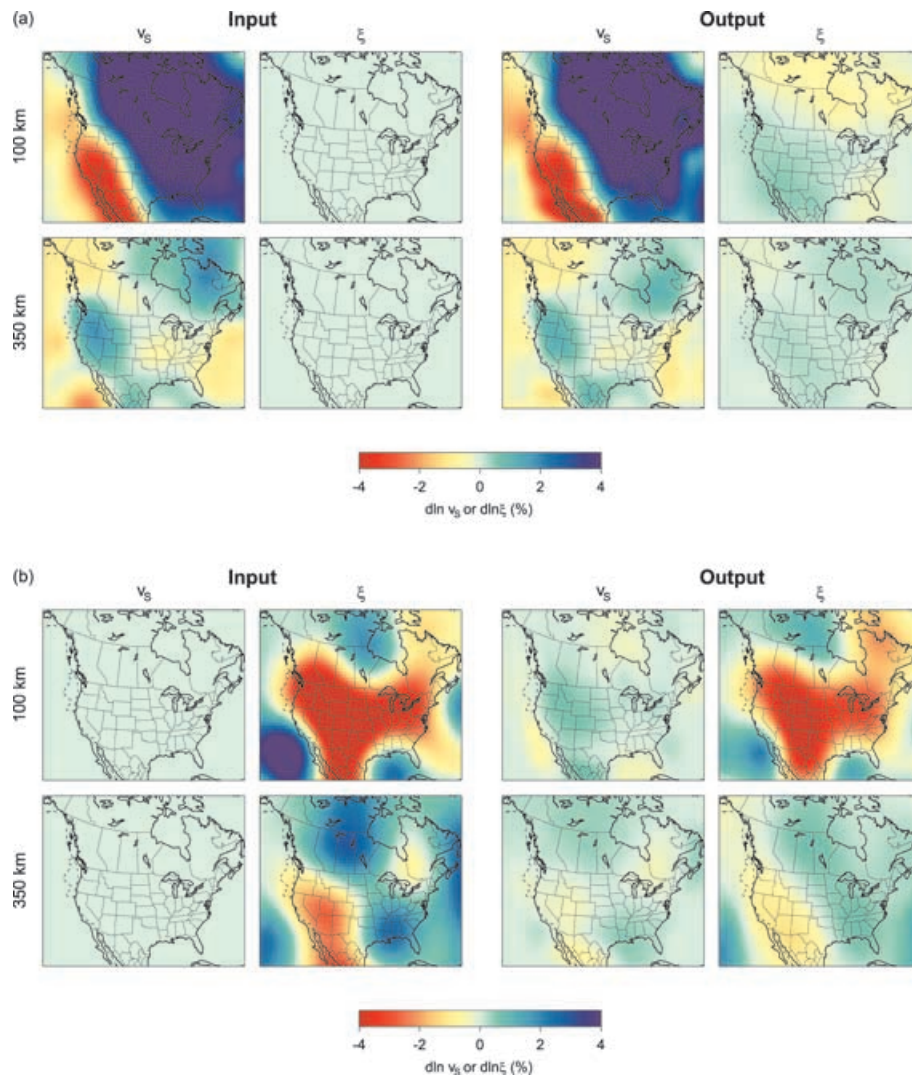 (a)
Input
Output
vS
ξ
vS
ξ
100 km
350 km
-4
-2
0
2
4
dln vS or dlnξ (%)
(b)
Input
Output
vS
ξ
vS
ξ
100 km
350 km
-4
-2
0
2
4
dln vS or dlnξ (%)